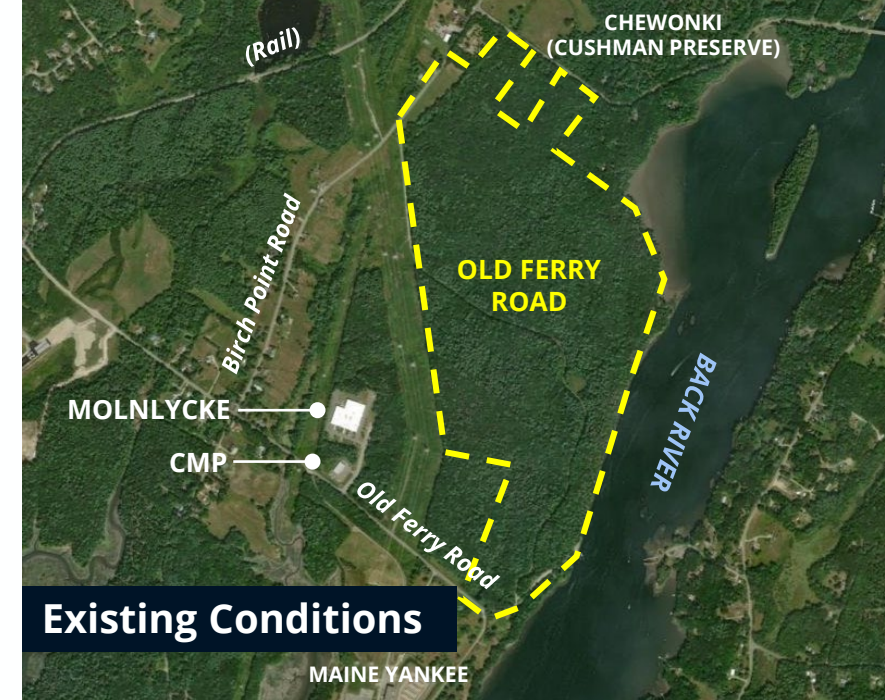 CHEWONKI
(CUSHMAN PRESERVE)
(Rail)
Birch Point Road
OLD FERRY
ROAD
BACK RIVER
MOLNLYCKE
CMP
Old Ferry Road
Existing Conditions
MAINE YANKEE